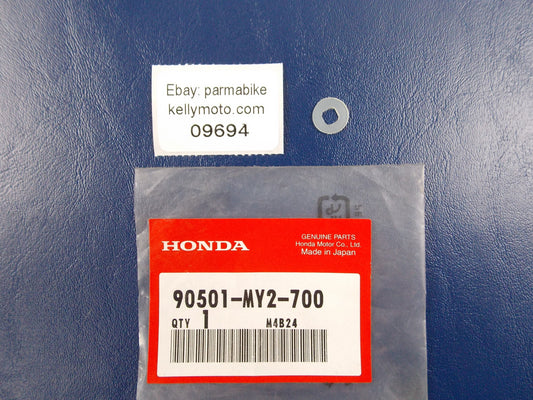 Ebay: parmabike
kellymoto.com
09694
HONDA
GENUINE PARTS
Honda Motor Co., Ltd.
Made in Japan
90501-MY2-700
QTY 1 M4B24